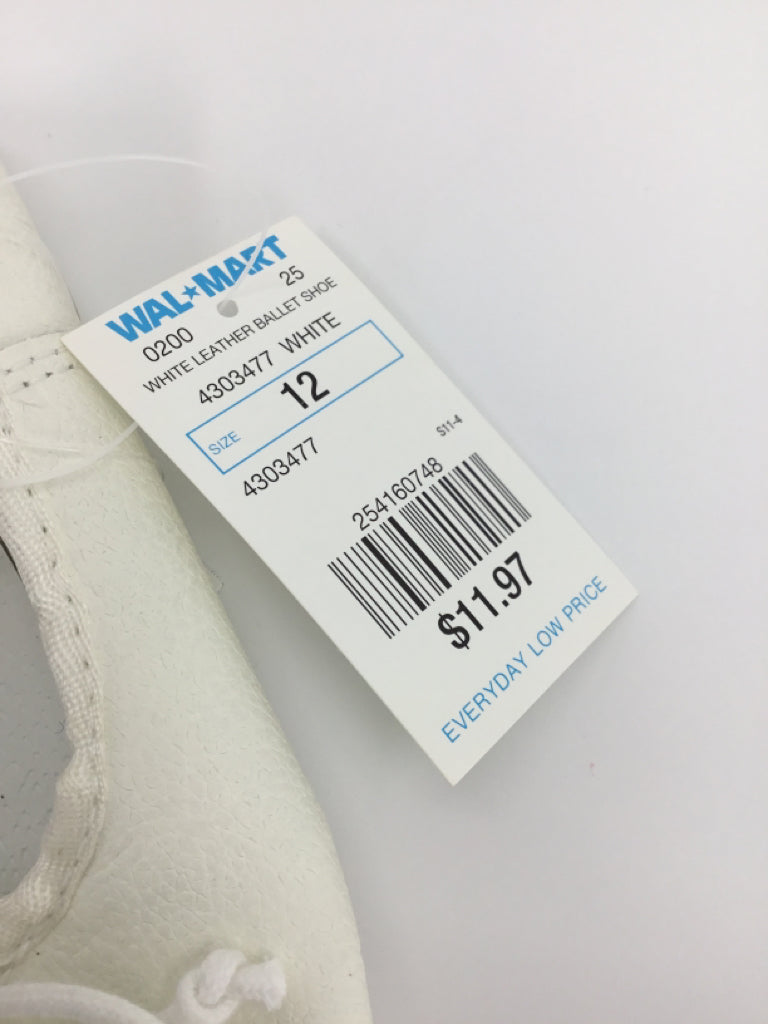 WAL★MART
0200 25
WHITE LEATHER BALLET SHOE
4303477 WHITE
SIZE 12
4303477
S11-4
254160748
$11.97
EVERYDAY LOW PRICE